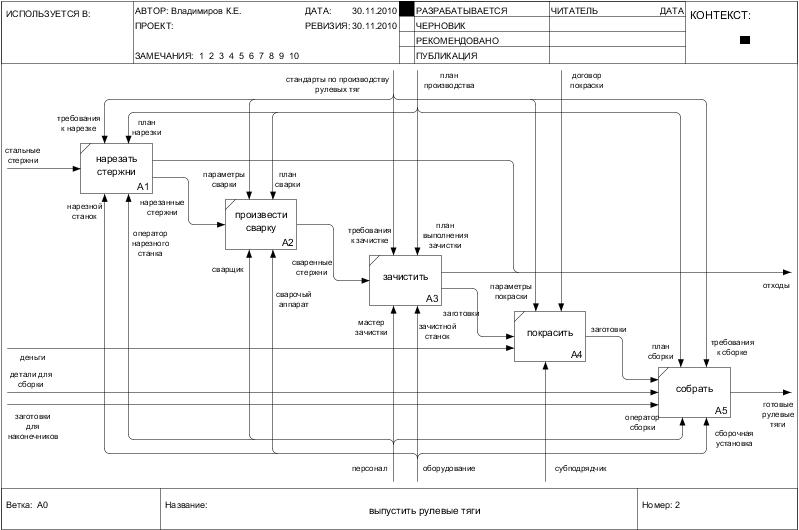 ИСПОЛЬЗУЕТСЯ В:
АВТОР: Владимиров К.Е.
ДАТА: 30.11.2010
РАЗРАБАТЫВАЕТСЯ
ЧИТАТЕЛЬ
ДАТА
КОНТЕКСТ:
ПРОЕКТ:
РЕВИЗИЯ: 30.11.2010
ЧЕРНОВИК
РЕКОМЕНДОВАНО
ЗАМЕЧАНИЯ: 1 2 3 4 5 6 7 8 9 10
ПУБЛИКАЦИЯ
стандарты по производству
рулевых тяг
план
производства
договор
покраски
требования
к нарезке
план
нарезки
стальные
стержни
нарезать
стержни
A1
параметры
сварки
план
сварки
нарезной
станок
нарезанные
стержни
оператор
нарезного
станка
произвести
сварку
A2
требования
к зачистке
план
выполнения
зачистки
сварщик
сваренные
стержни
сварочый
аппарат
зачистить
A3
параметры
покраски
отходы
заготовки
мастер
зачистки
зачистной
станок
покрасить
A4
заготовки
план
сборки
требования
к сборке
деньги
детали для
сборки
собрать
A5
заготовки
для
наконечников
оператор
сборки
готовые
рулевые
тяги
сборочная
установка
персонал
оборудование
субподрядчик
Ветка: A0
Название:
выпустить рулевые тяги
Номер: 2